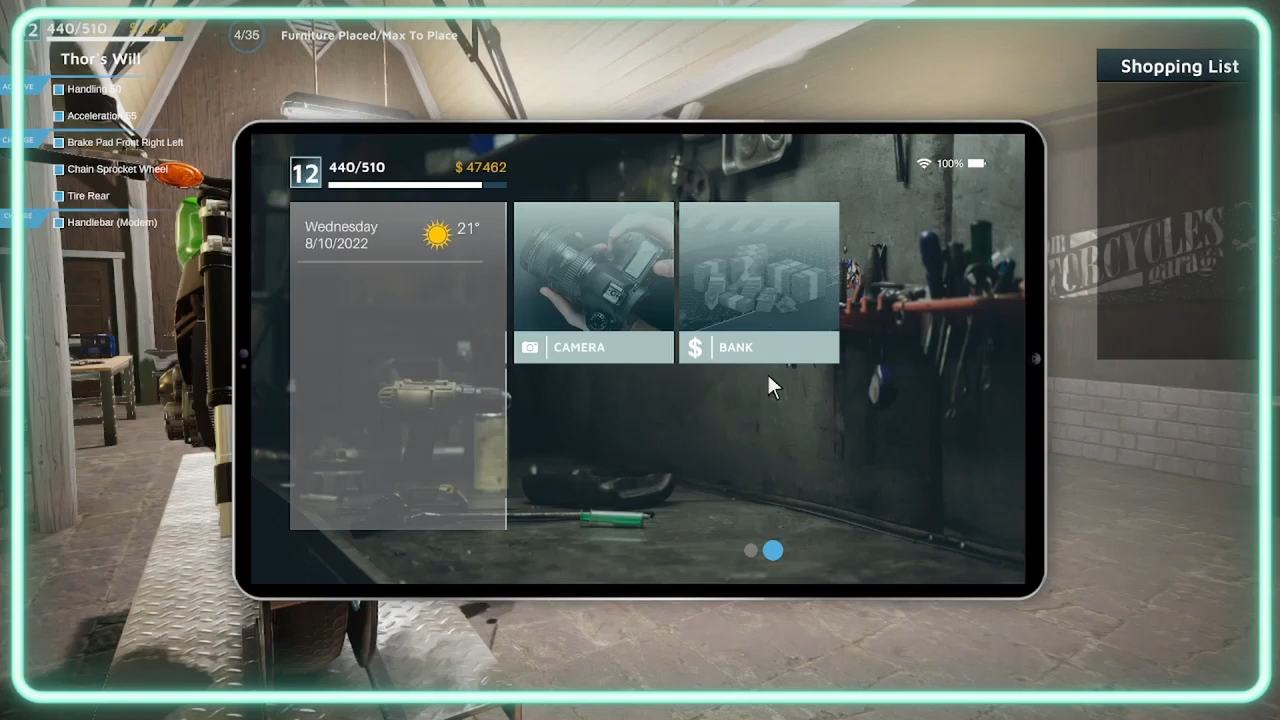 2 440/510 $ 47462
4/35 Furniture Placed/Max To Place
Thor's Will
Handling 50
Acceleration 55
Brake Pad Front Right Left
Chain Sprocket Wheel
Tire Rear
Handlebar (Modern)
Shopping List
12 440/510 $ 47462
100%
Wednesday
8/10/2022
21°
CAMERA
$ BANK
garage